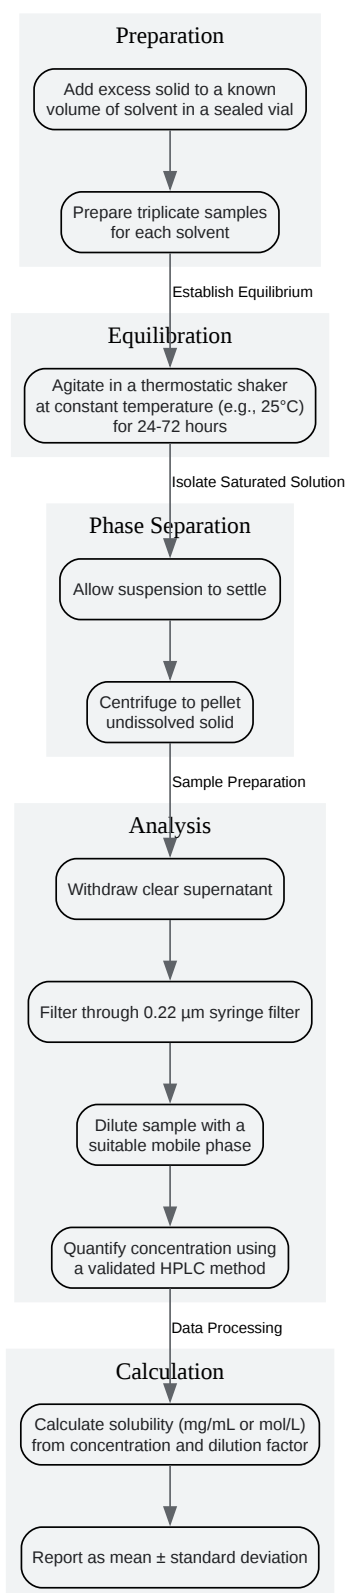 Preparation
Add excess solid to a known
volume of solvent in a sealed vial
Prepare triplicate samples
for each solvent
Establish Equilibrium
Equilibration
Agitate in a thermostatic shaker
at constant temperature (e.g., 25°C)
for 24-72 hours
Isolate Saturated Solution
Phase Separation
Allow suspension to settle
Centrifuge to pellet
undissolved solid
Sample Preparation
Analysis
Withdraw clear supernatant
Filter through 0.22 µm syringe filter
Dilute sample with a
suitable mobile phase
Quantify concentration using
a validated HPLC method
Data Processing
Calculation
Calculate solubility (mg/mL or mol/L)
from concentration and dilution factor
Report as mean ± standard deviation